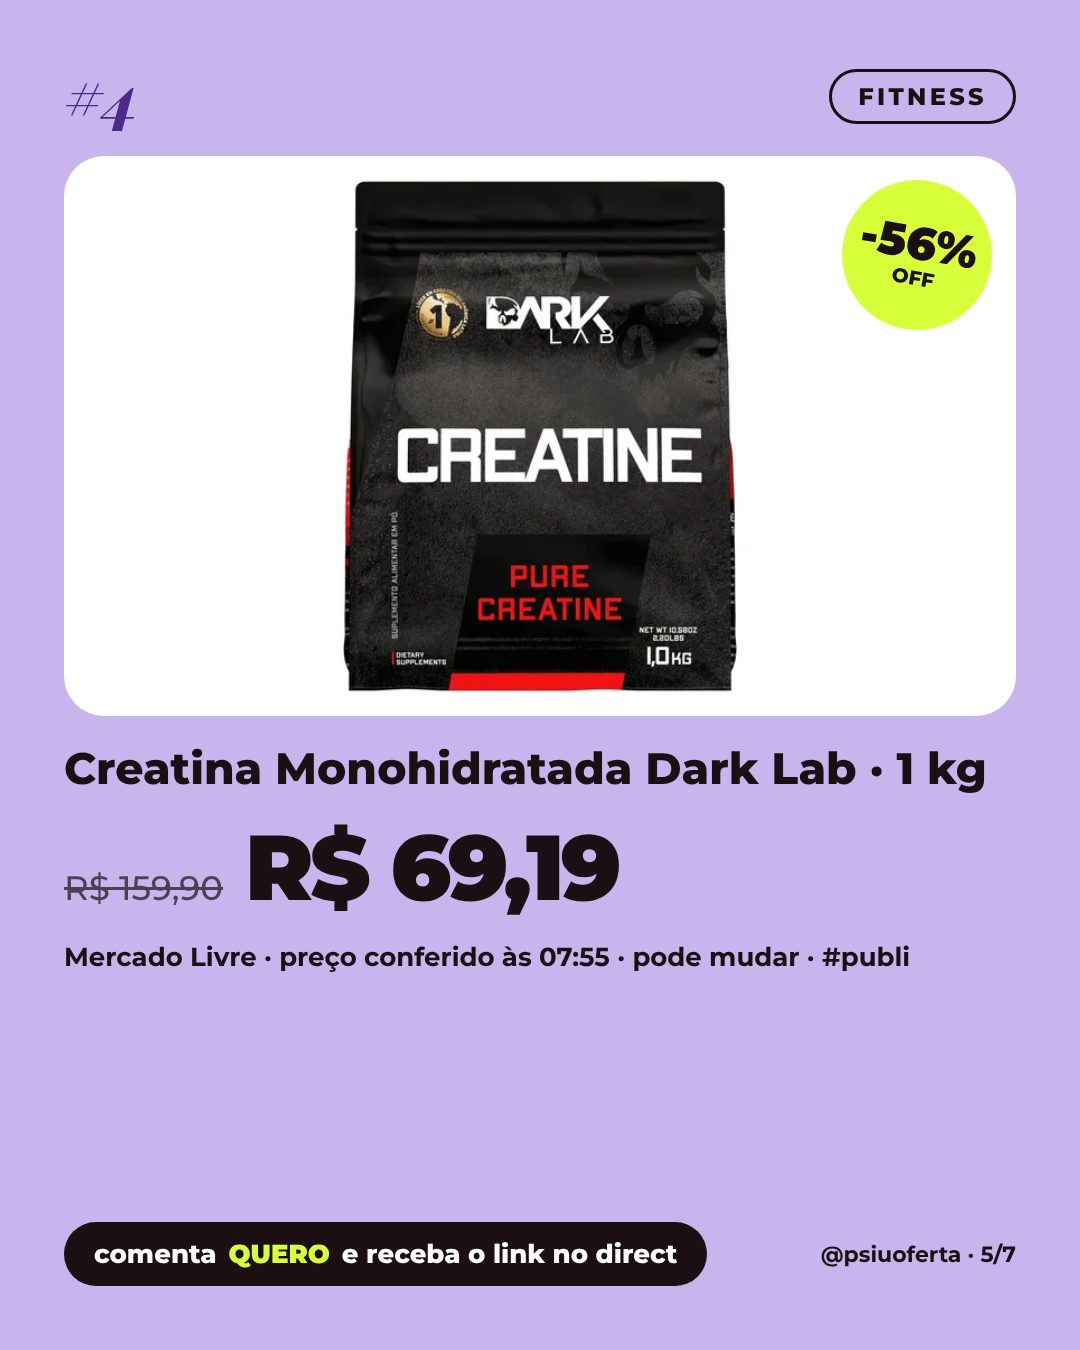 #4
FITNESS
-56%
OFF
#1
DARK
LAB
CREATINE
SUPLEMENTO ALIMENTAR EM PÓ
PURE
CREATINE
NET WT 10.58OZ
2.20LBS
1,0KG
DIETARY
SUPPLEMENTS
Creatina Monohidratada Dark Lab · 1 kg
R$ 159,90 R$ 69,19
Mercado Livre · preço conferido às 07:55 · pode mudar · #publi
comenta QUERO e receba o link no direct
@psiuoferta · 5/7